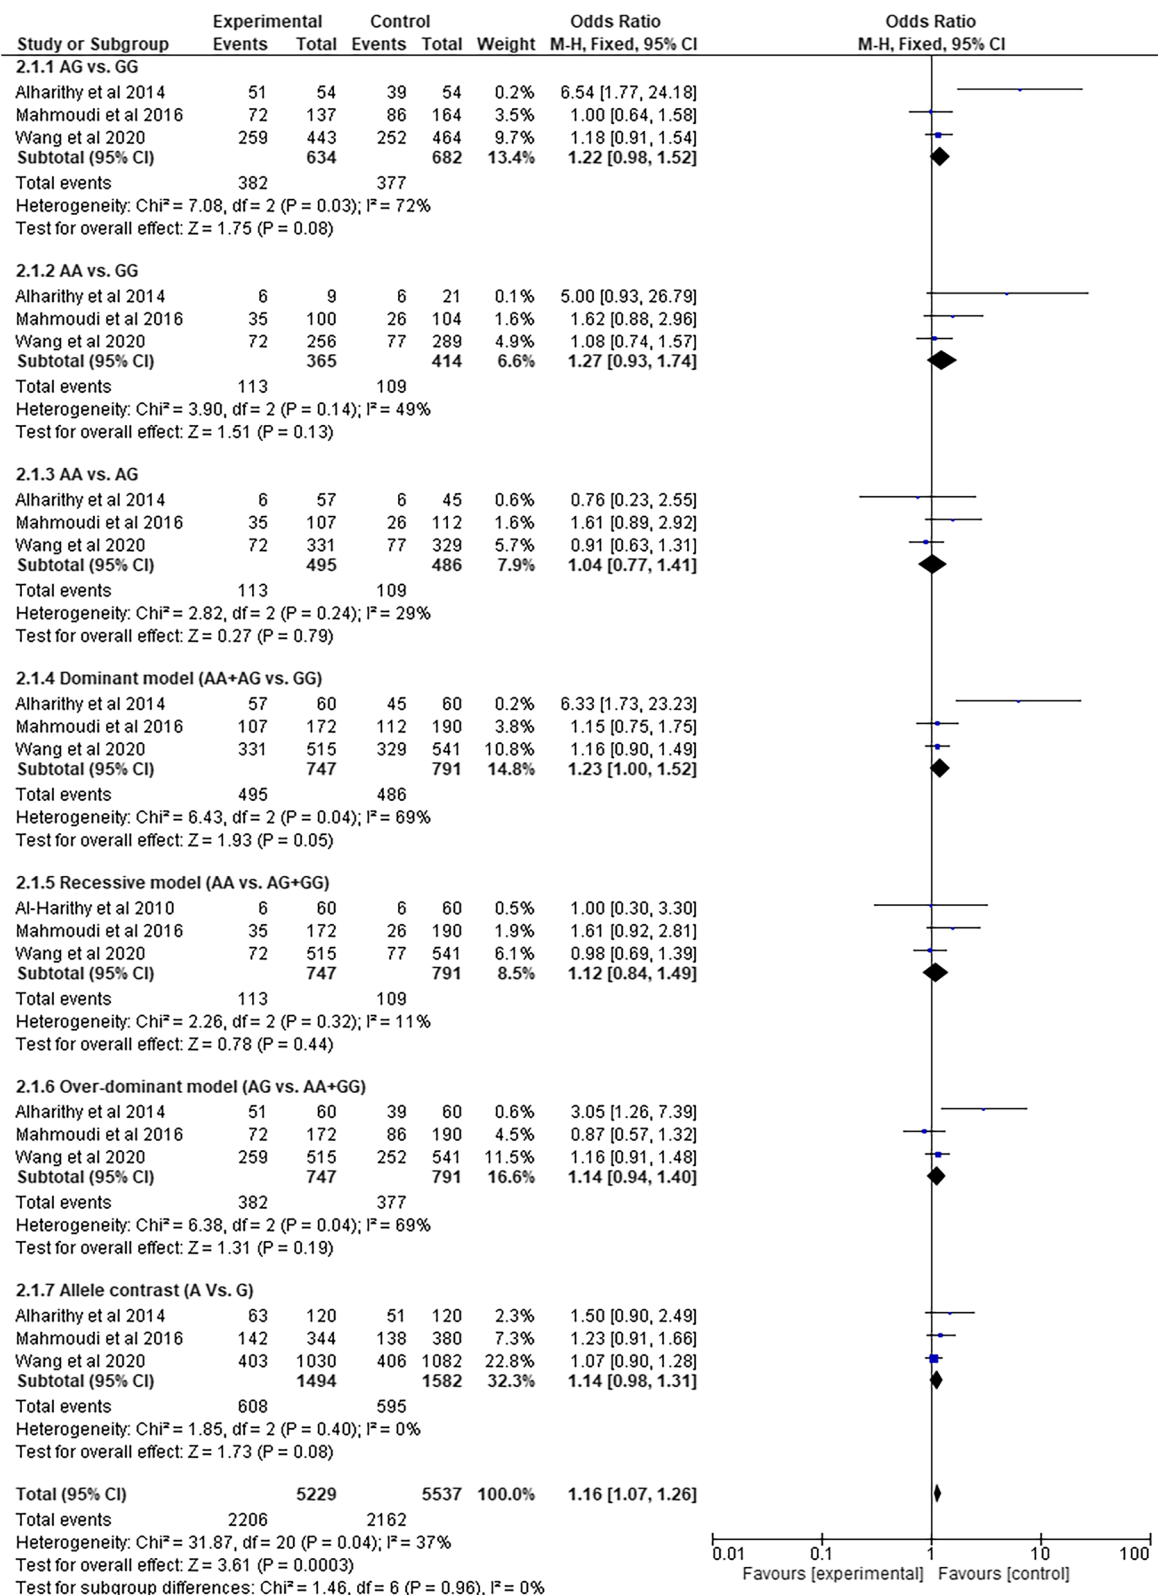 Experimental Control Odds Ratio Odds Ratio
Study or Subgroup Events Total Events Total Weight M-H, Fixed, 95% CI M-H, Fixed, 95% CI
2.1.1 AG vs. GG
Alharithy et al 2014 51 54 39 54 0.2% 6.54 [1.77, 24.18]
Mahmoudi et al 2016 72 137 86 164 3.5% 1.00 [0.64, 1.58]
Wang et al 2020 259 443 252 464 9.7% 1.18 [0.91, 1.54]
Subtotal (95% CI) 634 682 13.4% 1.22 [0.98, 1.52]
Total events 382 377
Heterogeneity: Chi² = 7.08, df = 2 (P = 0.03); I² = 72%
Test for overall effect: Z = 1.75 (P = 0.08)
2.1.2 AA vs. GG
Alharithy et al 2014 6 9 6 21 0.1% 5.00 [0.93, 26.79]
Mahmoudi et al 2016 35 100 26 104 1.6% 1.62 [0.88, 2.96]
Wang et al 2020 72 256 77 289 4.9% 1.08 [0.74, 1.57]
Subtotal (95% CI) 365 414 6.6% 1.27 [0.93, 1.74]
Total events 113 109
Heterogeneity: Chi² = 3.90, df = 2 (P = 0.14); I² = 49%
Test for overall effect: Z = 1.51 (P = 0.13)
2.1.3 AA vs. AG
Alharithy et al 2014 6 57 6 45 0.6% 0.76 [0.23, 2.55]
Mahmoudi et al 2016 35 107 26 112 1.6% 1.61 [0.89, 2.92]
Wang et al 2020 72 331 77 329 5.7% 0.91 [0.63, 1.31]
Subtotal (95% CI) 495 486 7.9% 1.04 [0.77, 1.41]
Total events 113 109
Heterogeneity: Chi² = 2.82, df = 2 (P = 0.24); I² = 29%
Test for overall effect: Z = 0.27 (P = 0.79)
2.1.4 Dominant model (AA+AG vs. GG)
Alharithy et al 2014 57 60 45 60 0.2% 6.33 [1.73, 23.23]
Mahmoudi et al 2016 107 172 112 190 3.8% 1.15 [0.75, 1.75]
Wang et al 2020 331 515 329 541 10.8% 1.16 [0.90, 1.49]
Subtotal (95% CI) 747 791 14.8% 1.23 [1.00, 1.52]
Total events 495 486
Heterogeneity: Chi² = 6.43, df = 2 (P = 0.04); I² = 69%
Test for overall effect: Z = 1.93 (P = 0.05)
2.1.5 Recessive model (AA vs. AG+GG)
Al-Harithy et al 2010 6 60 6 60 0.5% 1.00 [0.30, 3.30]
Mahmoudi et al 2016 35 172 26 190 1.9% 1.61 [0.92, 2.81]
Wang et al 2020 72 515 77 541 6.1% 0.98 [0.69, 1.39]
Subtotal (95% CI) 747 791 8.5% 1.12 [0.84, 1.49]
Total events 113 109
Heterogeneity: Chi² = 2.26, df = 2 (P = 0.32); I² = 11%
Test for overall effect: Z = 0.78 (P = 0.44)
2.1.6 Over-dominant model (AG vs. AA+GG)
Alharithy et al 2014 51 60 39 60 0.6% 3.05 [1.26, 7.39]
Mahmoudi et al 2016 72 172 86 190 4.5% 0.87 [0.57, 1.32]
Wang et al 2020 259 515 252 541 11.5% 1.16 [0.91, 1.48]
Subtotal (95% CI) 747 791 16.6% 1.14 [0.94, 1.40]
Total events 382 377
Heterogeneity: Chi² = 6.38, df = 2 (P = 0.04); I² = 69%
Test for overall effect: Z = 1.31 (P = 0.19)
2.1.7 Allele contrast (A Vs. G)
Alharithy et al 2014 63 120 51 120 2.3% 1.50 [0.90, 2.49]
Mahmoudi et al 2016 142 344 138 380 7.3% 1.23 [0.91, 1.66]
Wang et al 2020 403 1030 406 1082 22.8% 1.07 [0.90, 1.28]
Subtotal (95% CI) 1494 1582 32.3% 1.14 [0.98, 1.31]
Total events 608 595
Heterogeneity: Chi² = 1.85, df = 2 (P = 0.40); I² = 0%
Test for overall effect: Z = 1.73 (P = 0.08)
Total (95% CI) 5229 5537 100.0% 1.16 [1.07, 1.26]
Total events 2206 2162
Heterogeneity: Chi² = 31.87, df = 20 (P = 0.04); I² = 37%
Test for overall effect: Z = 3.61 (P = 0.0003)
Test for subgroup differences: Chi² = 1.46, df = 6 (P = 0.96), I² = 0%
0.01 0.1 1 10 100
Favours [experimental] Favours [control]